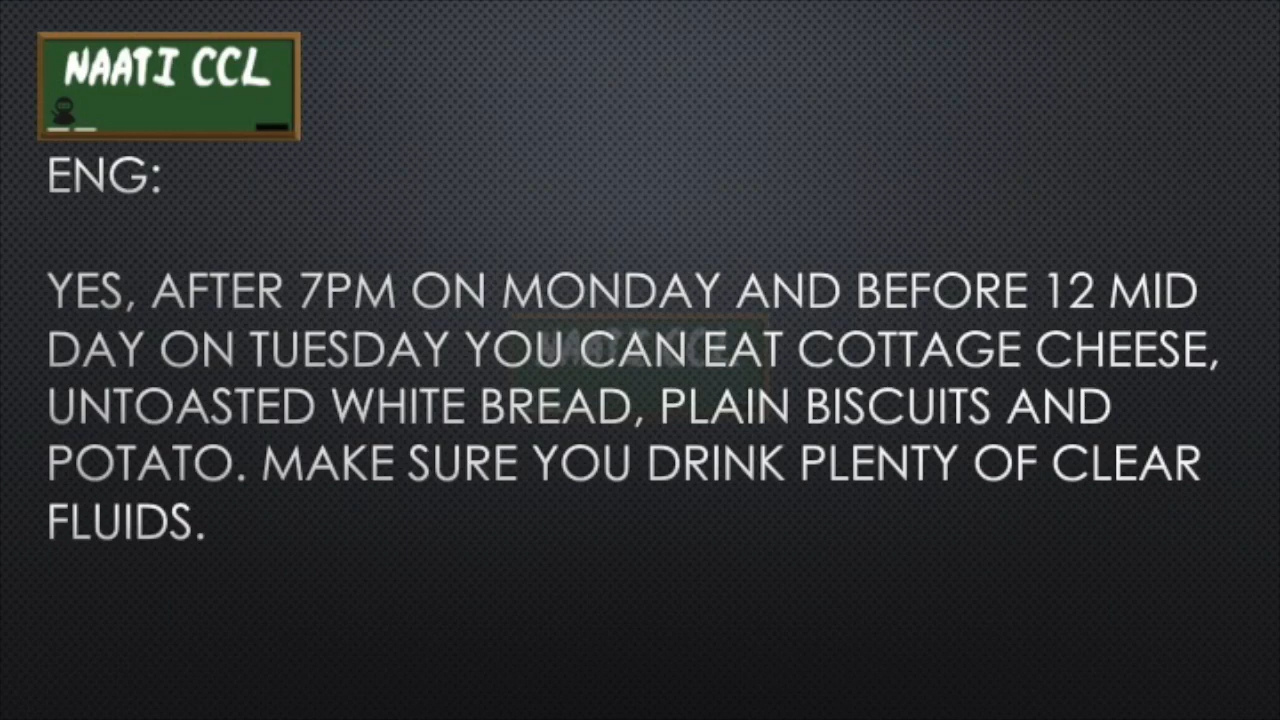 NAATI CCL
ENG:
YES, AFTER 7PM ON MONDAY AND BEFORE 12 MID
DAY ON TUESDAY YOU CAN EAT COTTAGE CHEESE,
UNTOASTED WHITE BREAD, PLAIN BISCUITS AND
POTATO. MAKE SURE YOU DRINK PLENTY OF CLEAR
FLUIDS.